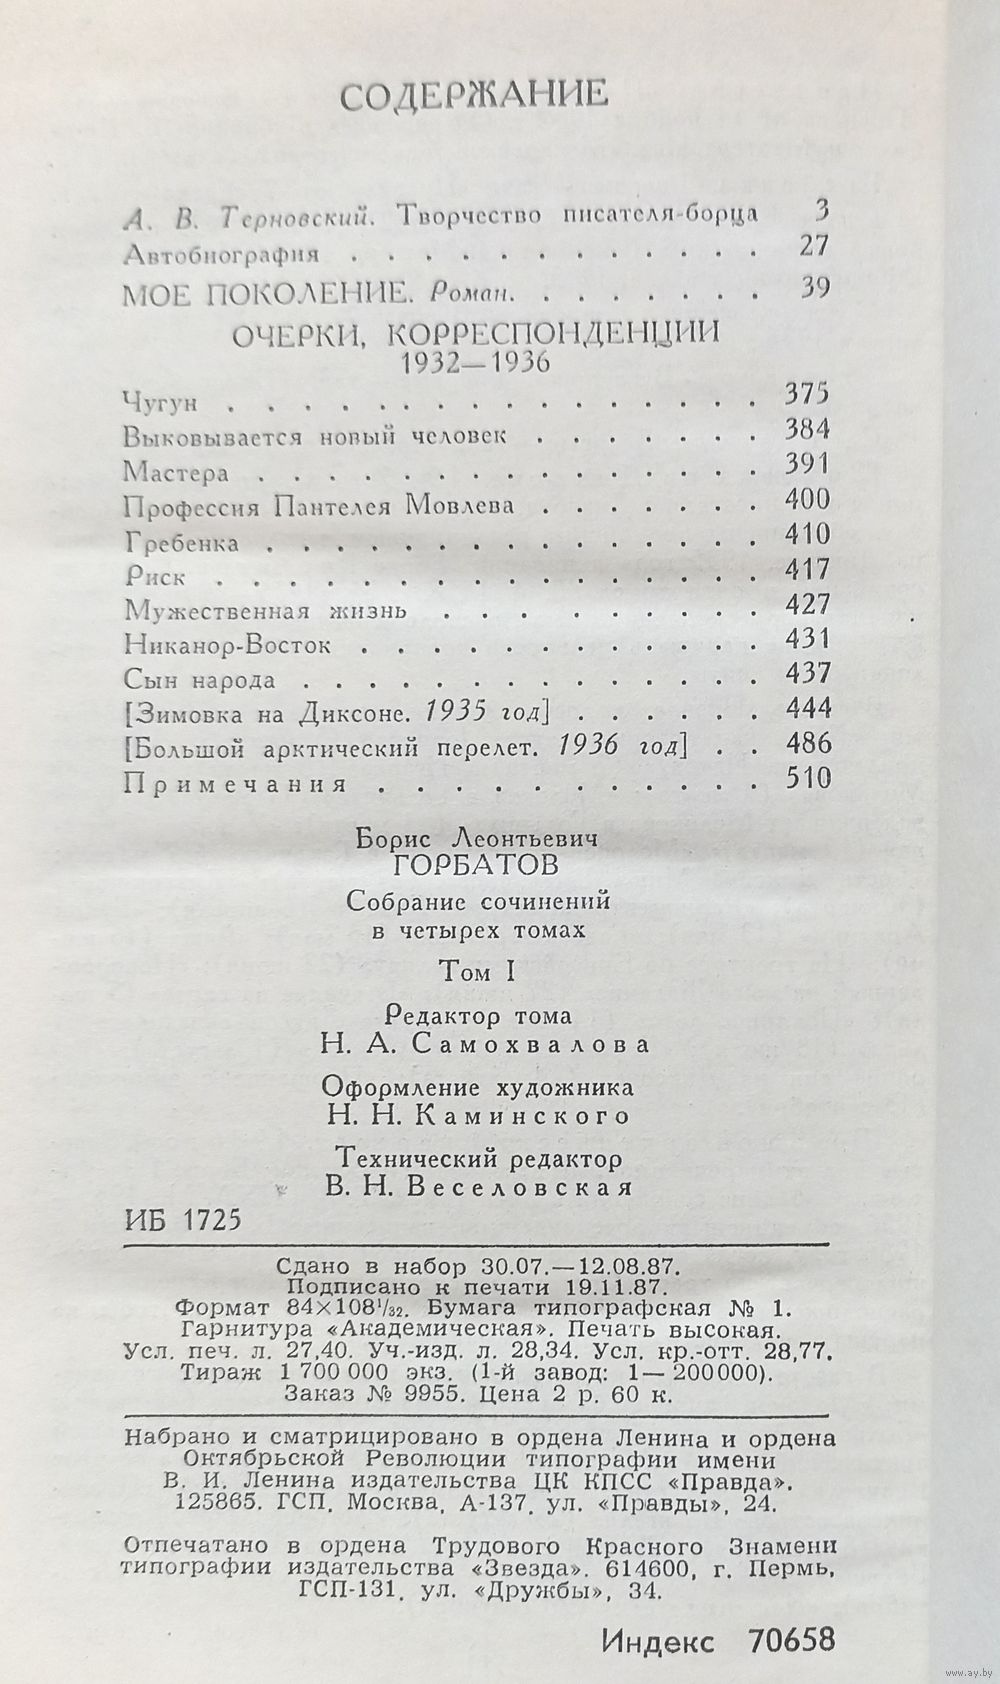 СОДЕРЖАНИЕ
А. В. Терновский. Творчество писателя-борца 3
Автобиография . . . . . . . . . . . . 27
МОЕ ПОКОЛЕНИЕ. Роман. . . . . . . . 39
ОЧЕРКИ, КОРРЕСПОНДЕНЦИИ
1932—1936
Чугун . . . . . . . . . . . . . . . 375
Выковывается новый человек . . . . . . . 384
Мастера . . . . . . . . . . . . . . 391
Профессия Пантелея Мовлева . . . . . . . 400
Гребенка . . . . . . . . . . . . . . 410
Риск . . . . . . . . . . . . . . . . 417
Мужественная жизнь . . . . . . . . . 427
Никанор-Восток . . . . . . . . . . . . 431
Сын народа . . . . . . . . . . . . . 437
[Зимовка на Диксоне. 1935 год] . . . . . . 444
[Большой арктический перелет. 1936 год] . . 486
Примечания . . . . . . . . . . . 510
Борис Леонтьевич
ГОРБАТОВ
Собрание сочинений
в четырех томах
Том I
Редактор тома
Н. А. Самохвалова
Оформление художника
Н. Н. Каминского
Технический редактор
В. Н. Веселовская
ИБ 1725
Сдано в набор 30.07.—12.08.87.
Подписано к печати 19.11.87.
Формат 84×108¹/₃₂. Бумага типографская № 1.
Гарнитура «Академическая». Печать высокая.
Усл. печ. л. 27,40. Уч.-изд. л. 28,34. Усл. кр.-отт. 28,77.
Тираж 1 700 000 экз. (1-й завод: 1— 200000).
Заказ № 9955. Цена 2 р. 60 к.
Набрано и сматрицировано в ордена Ленина и ордена
Октябрьской Революции типографии имени
В. И. Ленина издательства ЦК КПСС «Правда».
125865. ГСП, Москва, А-137, ул. «Правды», 24.
Отпечатано в ордена Трудового Красного Знамени
типографии издательства «Звезда». 614600, г. Пермь,
ГСП-131, ул. «Дружбы», 34.
Индекс 70658
www.ay.by